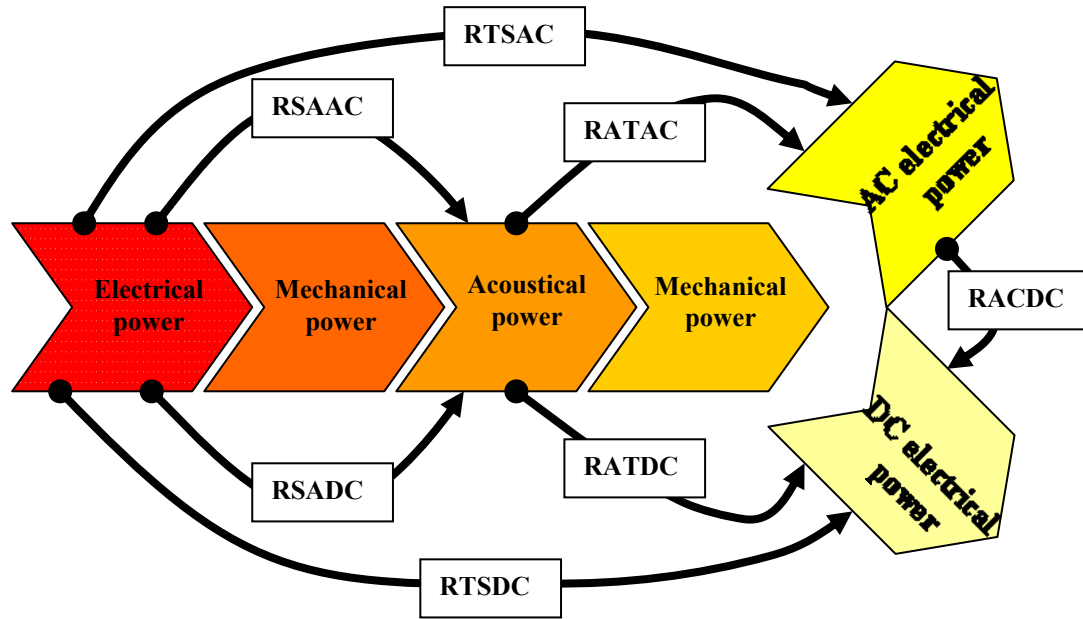 RTSAC
RSAAC
RATAC
AC electrical
power
Electrical
power
Mechanical
power
Acoustical
power
Mechanical
power
RACDC
DC electrical
power
RSADC
RATDC
RTSDC